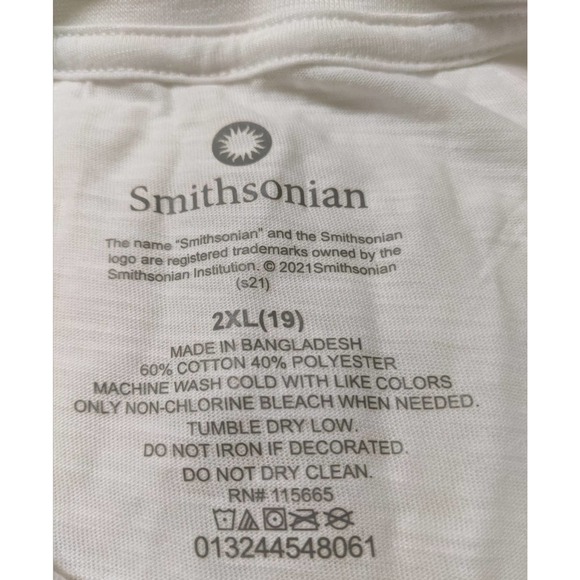 Smithsonian
The name “Smithsonian” and the Smithsonian
logo are registered trademarks owned by the
Smithsonian Institution. © 2021Smithsonian
(s21)
2XL(19)
MADE IN BANGLADESH
60% COTTON 40% POLYESTER
MACHINE WASH COLD WITH LIKE COLORS
ONLY NON-CHLORINE BLEACH WHEN NEEDED.
TUMBLE DRY LOW.
DO NOT IRON IF DECORATED.
DO NOT DRY CLEAN.
RN# 115665
013244548061